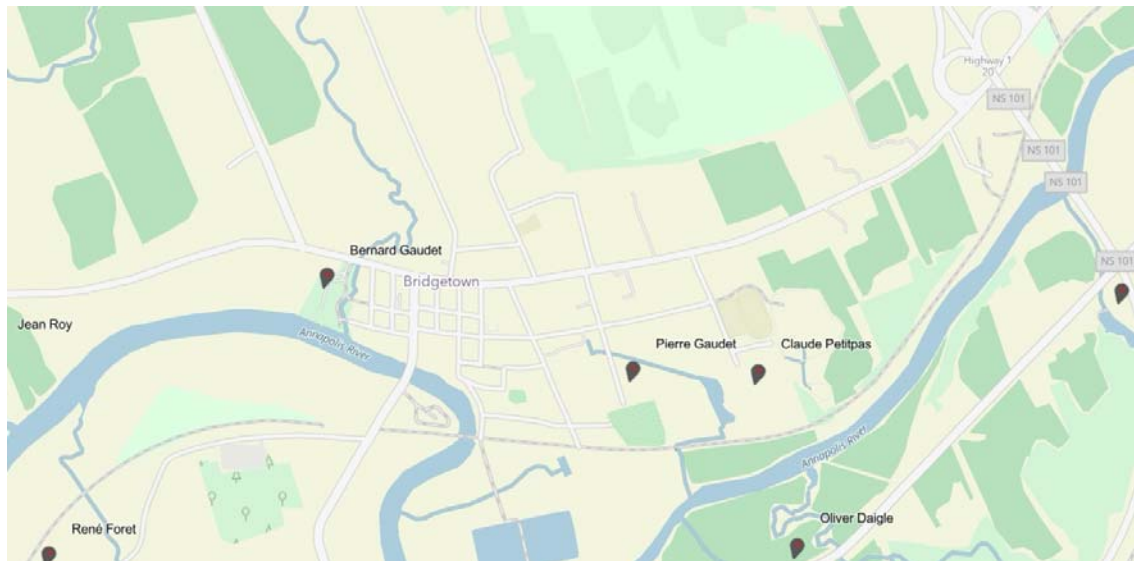 Highway 1
20
NS 101
NS 101
NS 101
Bernard Gaudet
NS 101
Bridgetown
Jean Roy
Annapolis River
Pierre Gaudet
Claude Petitpas
Annapolis River
Oliver Daigle
René Foret